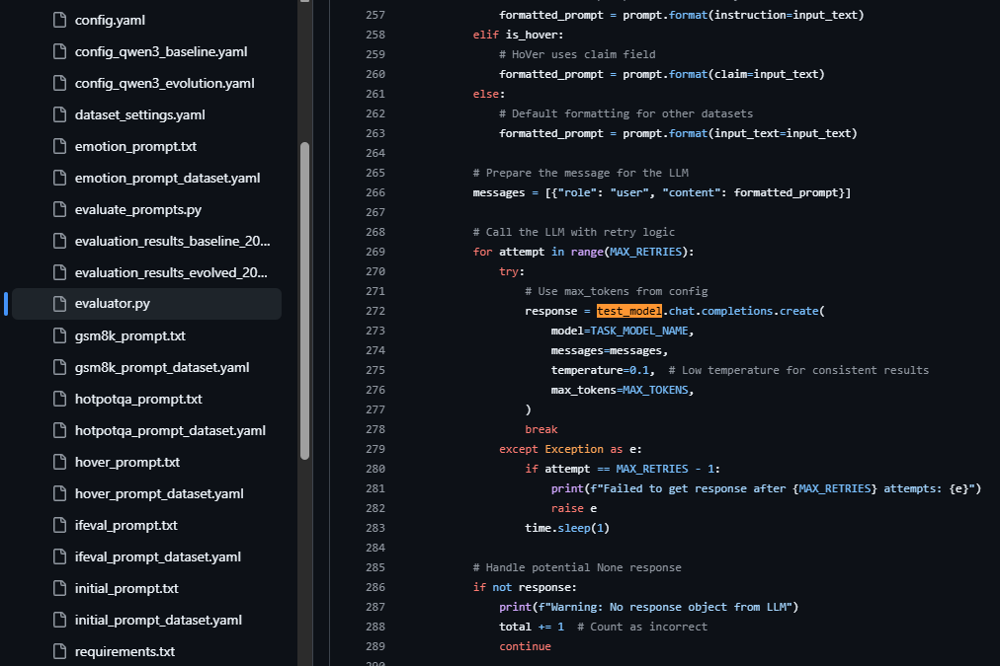 config.yaml
config_qwen3_baseline.yaml
config_qwen3_evolution.yaml
dataset_settings.yaml
emotion_prompt.txt
emotion_prompt_dataset.yaml
evaluate_prompts.py
evaluation_results_baseline_20...
evaluation_results_evolved_20...
evaluator.py
gsm8k_prompt.txt
gsm8k_prompt_dataset.yaml
hotpotqa_prompt.txt
hotpotqa_prompt_dataset.yaml
hover_prompt.txt
hover_prompt_dataset.yaml
ifeval_prompt.txt
ifeval_prompt_dataset.yaml
initial_prompt.txt
initial_prompt_dataset.yaml
requirements.txt
257 formatted_prompt = prompt.format(instruction=input_text)
258 elif is_hover:
259 # HoVer uses claim field
260 formatted_prompt = prompt.format(claim=input_text)
261 else:
262 # Default formatting for other datasets
263 formatted_prompt = prompt.format(input_text=input_text)
264
265 # Prepare the message for the LLM
266 messages = [{"role": "user", "content": formatted_prompt}]
267
268 # Call the LLM with retry logic
269 for attempt in range(MAX_RETRIES):
270 try:
271 # Use max_tokens from config
272 response = test_model.chat.completions.create(
273 model=TASK_MODEL_NAME,
274 messages=messages,
275 temperature=0.1,  # Low temperature for consistent results
276 max_tokens=MAX_TOKENS,
277 )
278 break
279 except Exception as e:
280 if attempt == MAX_RETRIES - 1:
281 print(f"Failed to get response after {MAX_RETRIES} attempts: {e}")
282 raise e
283 time.sleep(1)
284
285 # Handle potential None response
286 if not response:
287 print(f"Warning: No response object from LLM")
288 total += 1  # Count as incorrect
289 continue
290